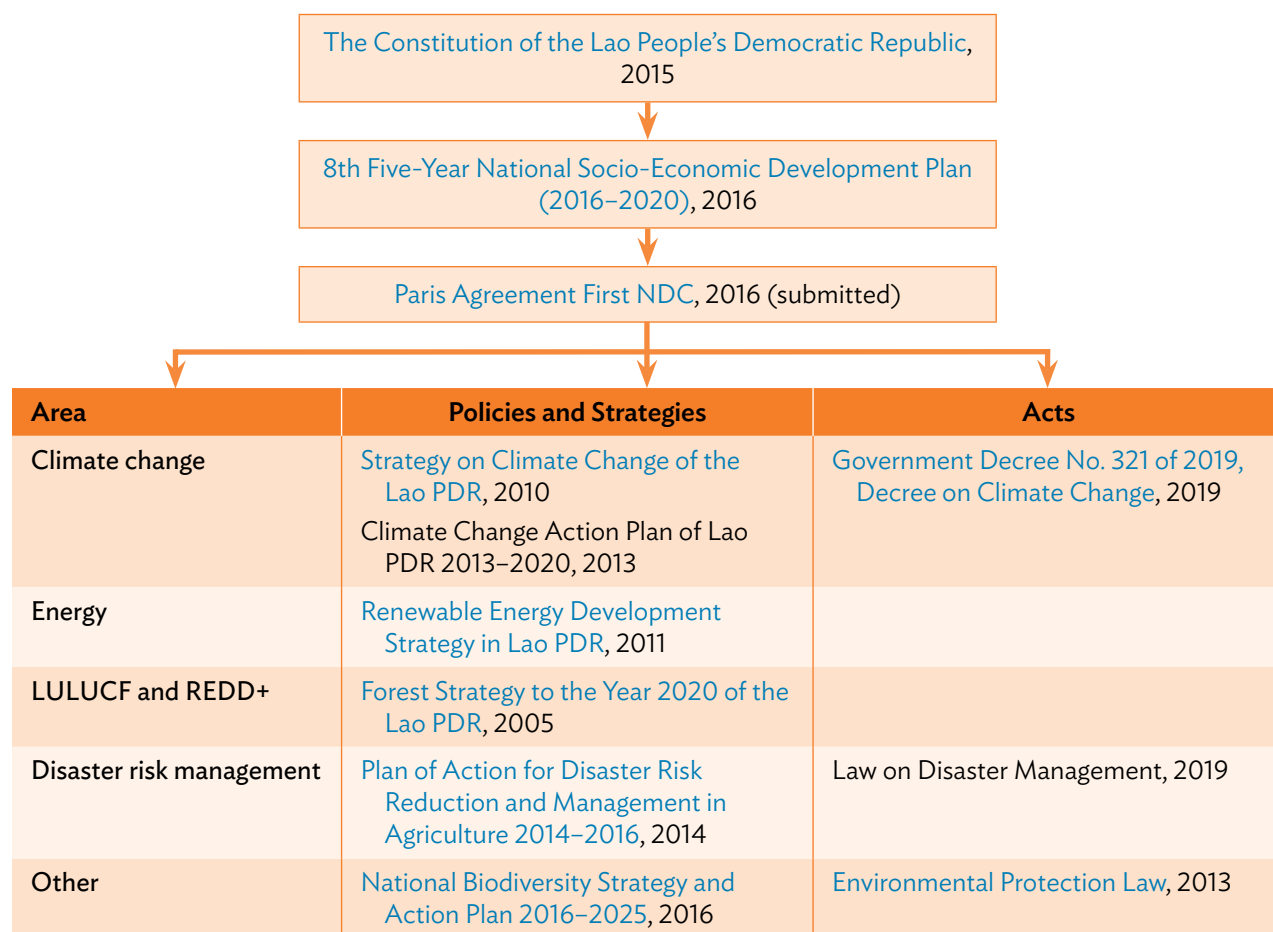 The Constitution of the Lao People’s Democratic Republic,
2015
8th Five-Year National Socio-Economic Development Plan
(2016–2020), 2016
Paris Agreement First NDC, 2016 (submitted)
Area
Policies and Strategies
Acts
Climate change
Strategy on Climate Change of the
Lao PDR, 2010
Climate Change Action Plan of Lao
PDR 2013–2020, 2013
Government Decree No. 321 of 2019,
Decree on Climate Change, 2019
Energy
Renewable Energy Development
Strategy in Lao PDR, 2011
LULUCF and REDD+
Forest Strategy to the Year 2020 of the
Lao PDR, 2005
Disaster risk management
Plan of Action for Disaster Risk
Reduction and Management in
Agriculture 2014–2016, 2014
Law on Disaster Management, 2019
Other
National Biodiversity Strategy and
Action Plan 2016–2025, 2016
Environmental Protection Law, 2013